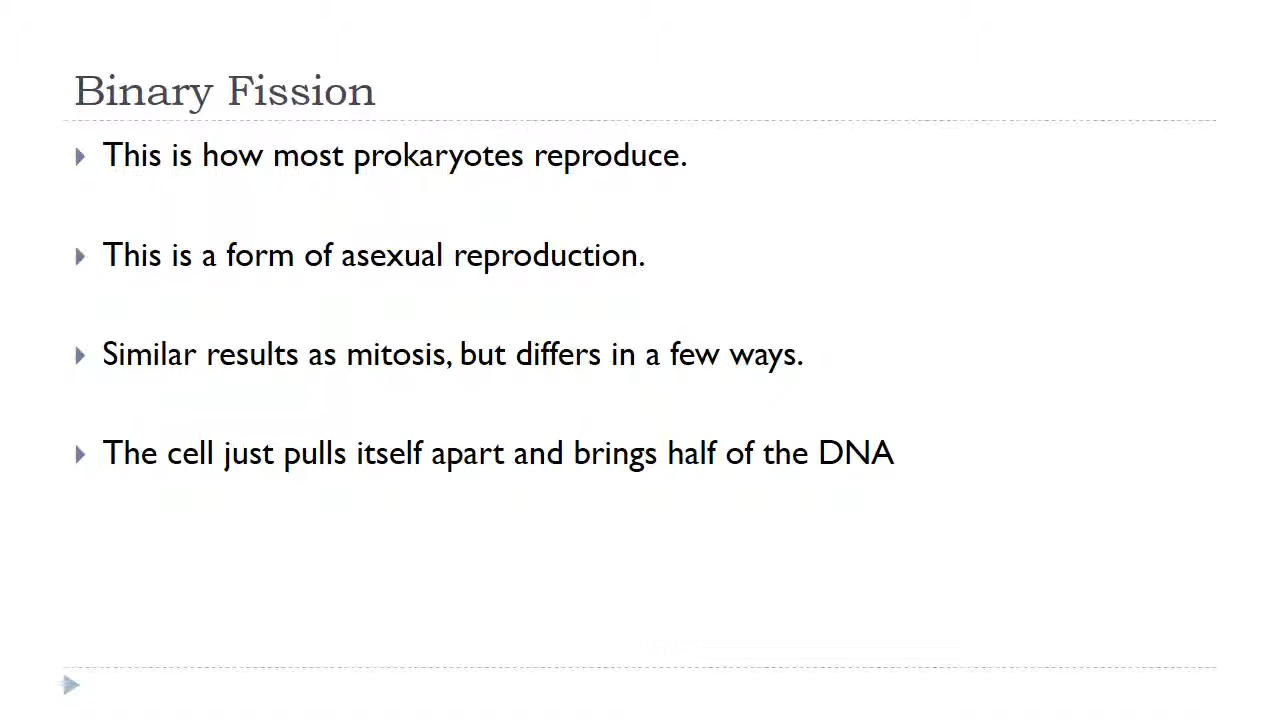 Binary Fission
This is how most prokaryotes reproduce.
This is a form of asexual reproduction.
Similar results as mitosis, but differs in a few ways.
The cell just pulls itself apart and brings half of the DNA